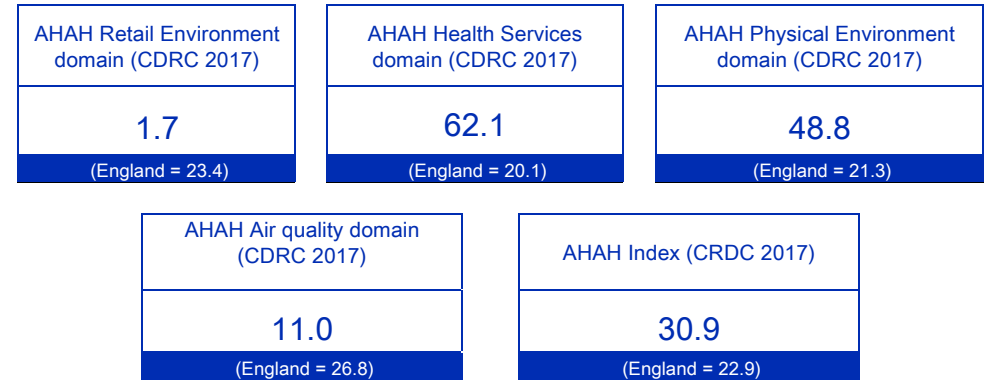 AHAH Retail Environment
domain (CDRC 2017)
1.7
(England = 23.4)
AHAH Health Services
domain (CDRC 2017)
62.1
(England = 20.1)
AHAH Physical Environment
domain (CDRC 2017)
48.8
(England = 21.3)
AHAH Air quality domain
(CDRC 2017)
11.0
(England = 26.8)
AHAH Index (CRDC 2017)
30.9
(England = 22.9)